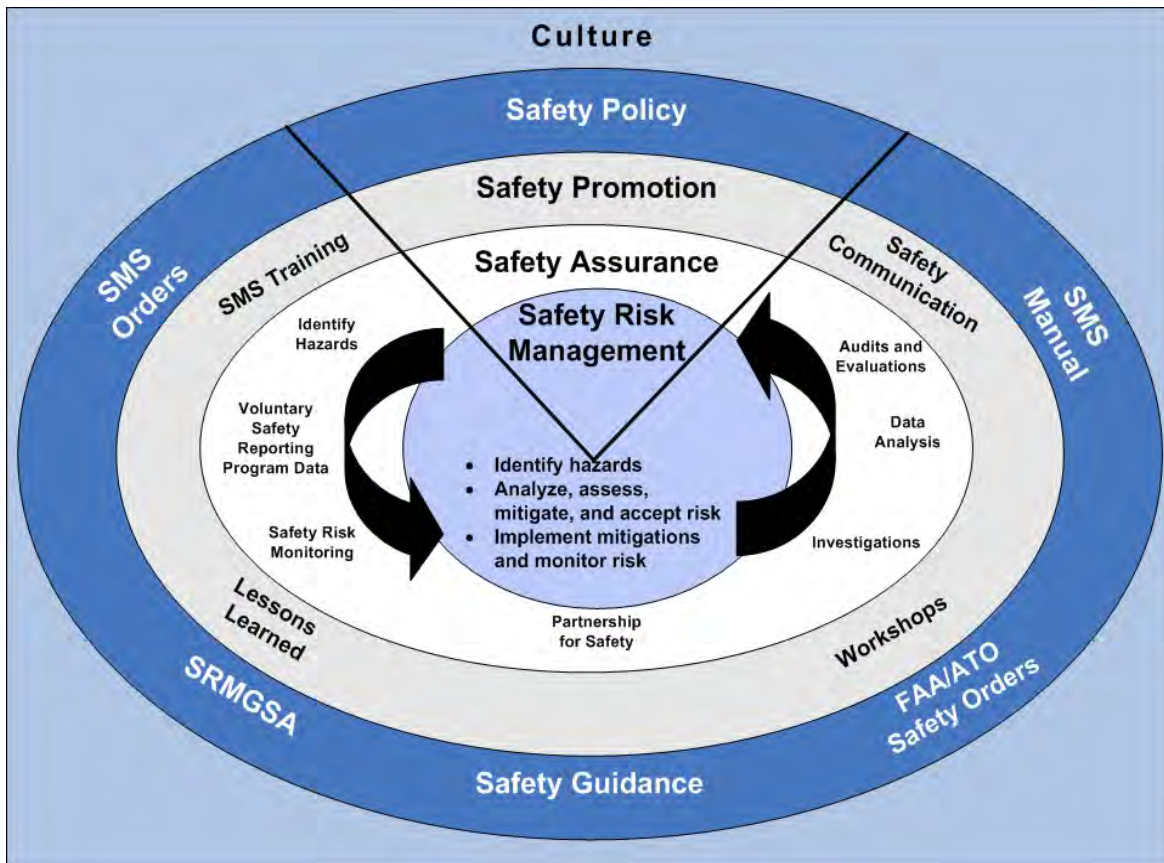 Culture
Safety Policy
Safety Promotion
Safety Assurance
Safety Risk
Management
SMS
Orders
SMS Training
Safety
Communication
SMS
Manual
Identify
Hazards
Voluntary
Safety
Reporting
Program Data
Safety Risk
Monitoring
• Identify hazards
• Analyze, assess,
mitigate, and accept risk
• Implement mitigations
and monitor risk
Audits and
Evaluations
Data
Analysis
Investigations
Partnership
for Safety
Lessons
Learned
Workshops
SRMGSA
FAA/ATO
Safety Orders
Safety Guidance